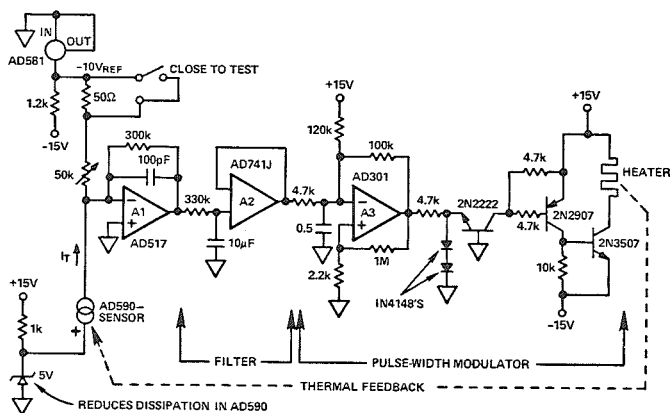 IN
OUT
AD581
-10VREF
CLOSE TO TEST
1.2k
50Ω
-15V
300k
100pF
50k
A1
AD517
330k
10μF
AD741J
A2
4.7k
0.5
+15V
120k
100k
AD301
A3
2.2k
1M
4.7k
IN4148'S
2N2222
4.7k
4.7k
+15V
HEATER
2N2907
2N3507
10k
-15V
IT
AD590-
SENSOR
+15V
1k
5V
FILTER
PULSE-WIDTH MODULATOR
THERMAL FEEDBACK
REDUCES DISSIPATION IN AD590